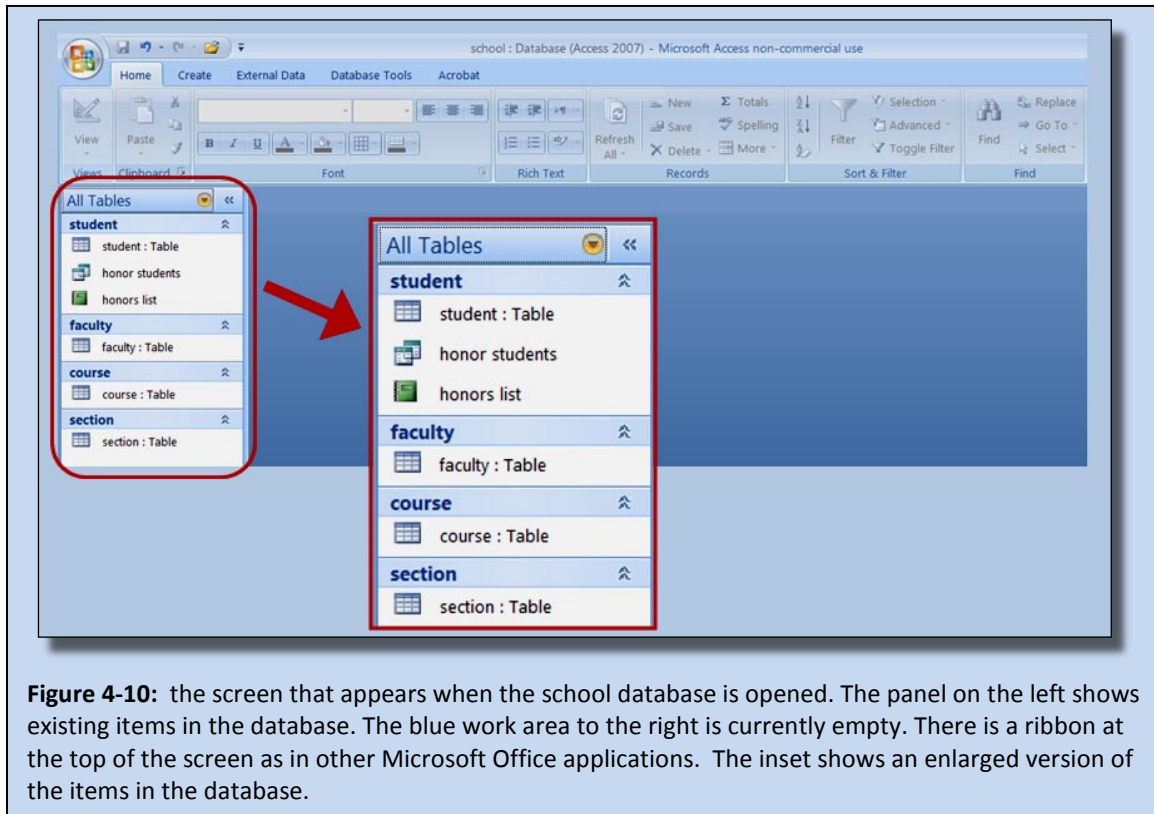 school : Database (Access 2007) - Microsoft Access non-commercial use
Home Create External Data Database Tools Acrobat
View
Paste
B I U A
Refresh
All
New
Save
Delete
Σ Totals
Spelling
More
Filter
Selection
Advanced
Toggle Filter
Find
Replace
Go To
Select
Views Clipboard Font Rich Text Records Sort & Filter Find
All Tables
student
student : Table
honor students
honors list
faculty
faculty : Table
course
course : Table
section
section : Table
All Tables
student
student : Table
honor students
honors list
faculty
faculty : Table
course
course : Table
section
section : Table
Figure 4-10: the screen that appears when the school database is opened. The panel on the left shows
existing items in the database. The blue work area to the right is currently empty. There is a ribbon at
the top of the screen as in other Microsoft Office applications. The inset shows an enlarged version of
the items in the database.